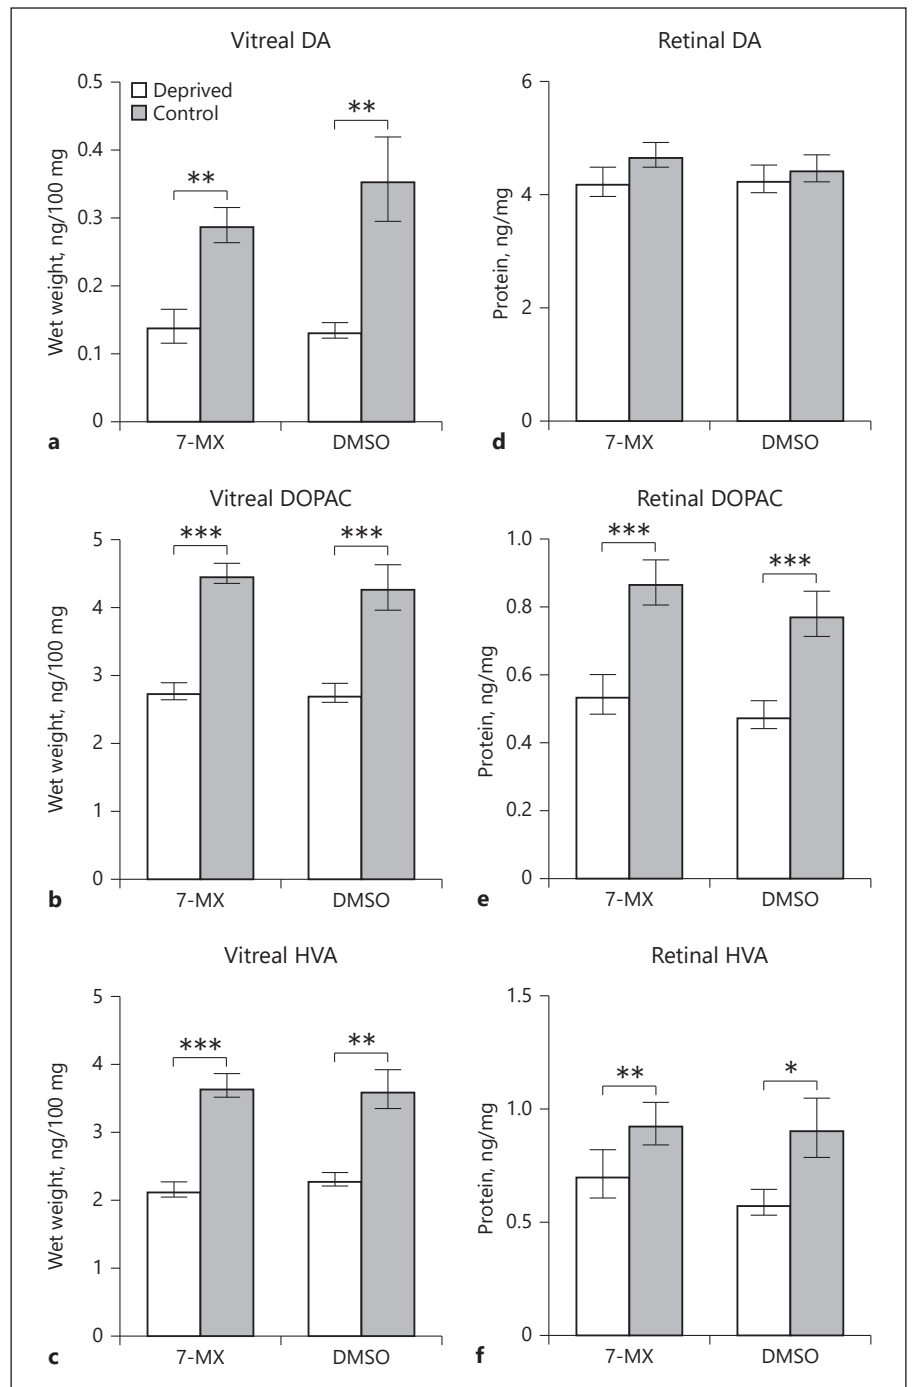 Vitreal DA
Wet weight, ng/100 mg
0.5
0.4
0.3
0.2
0.1
0
Deprived
Control
**
**
7-MX DMSO
a
Retinal DA
Protein, ng/mg
6
4
2
0
7-MX DMSO
d
Vitreal DOPAC
Wet weight, ng/100 mg
5
4
3
2
1
0
***
***
7-MX DMSO
b
Retinal DOPAC
Protein, ng/mg
1.0
0.8
0.6
0.4
0.2
0
***
***
7-MX DMSO
e
Vitreal HVA
Wet weight, ng/100 mg
5
4
3
2
1
0
***
**
7-MX DMSO
c
Retinal HVA
Protein, ng/mg
1.5
1.0
0.5
0
**
*
7-MX DMSO
f